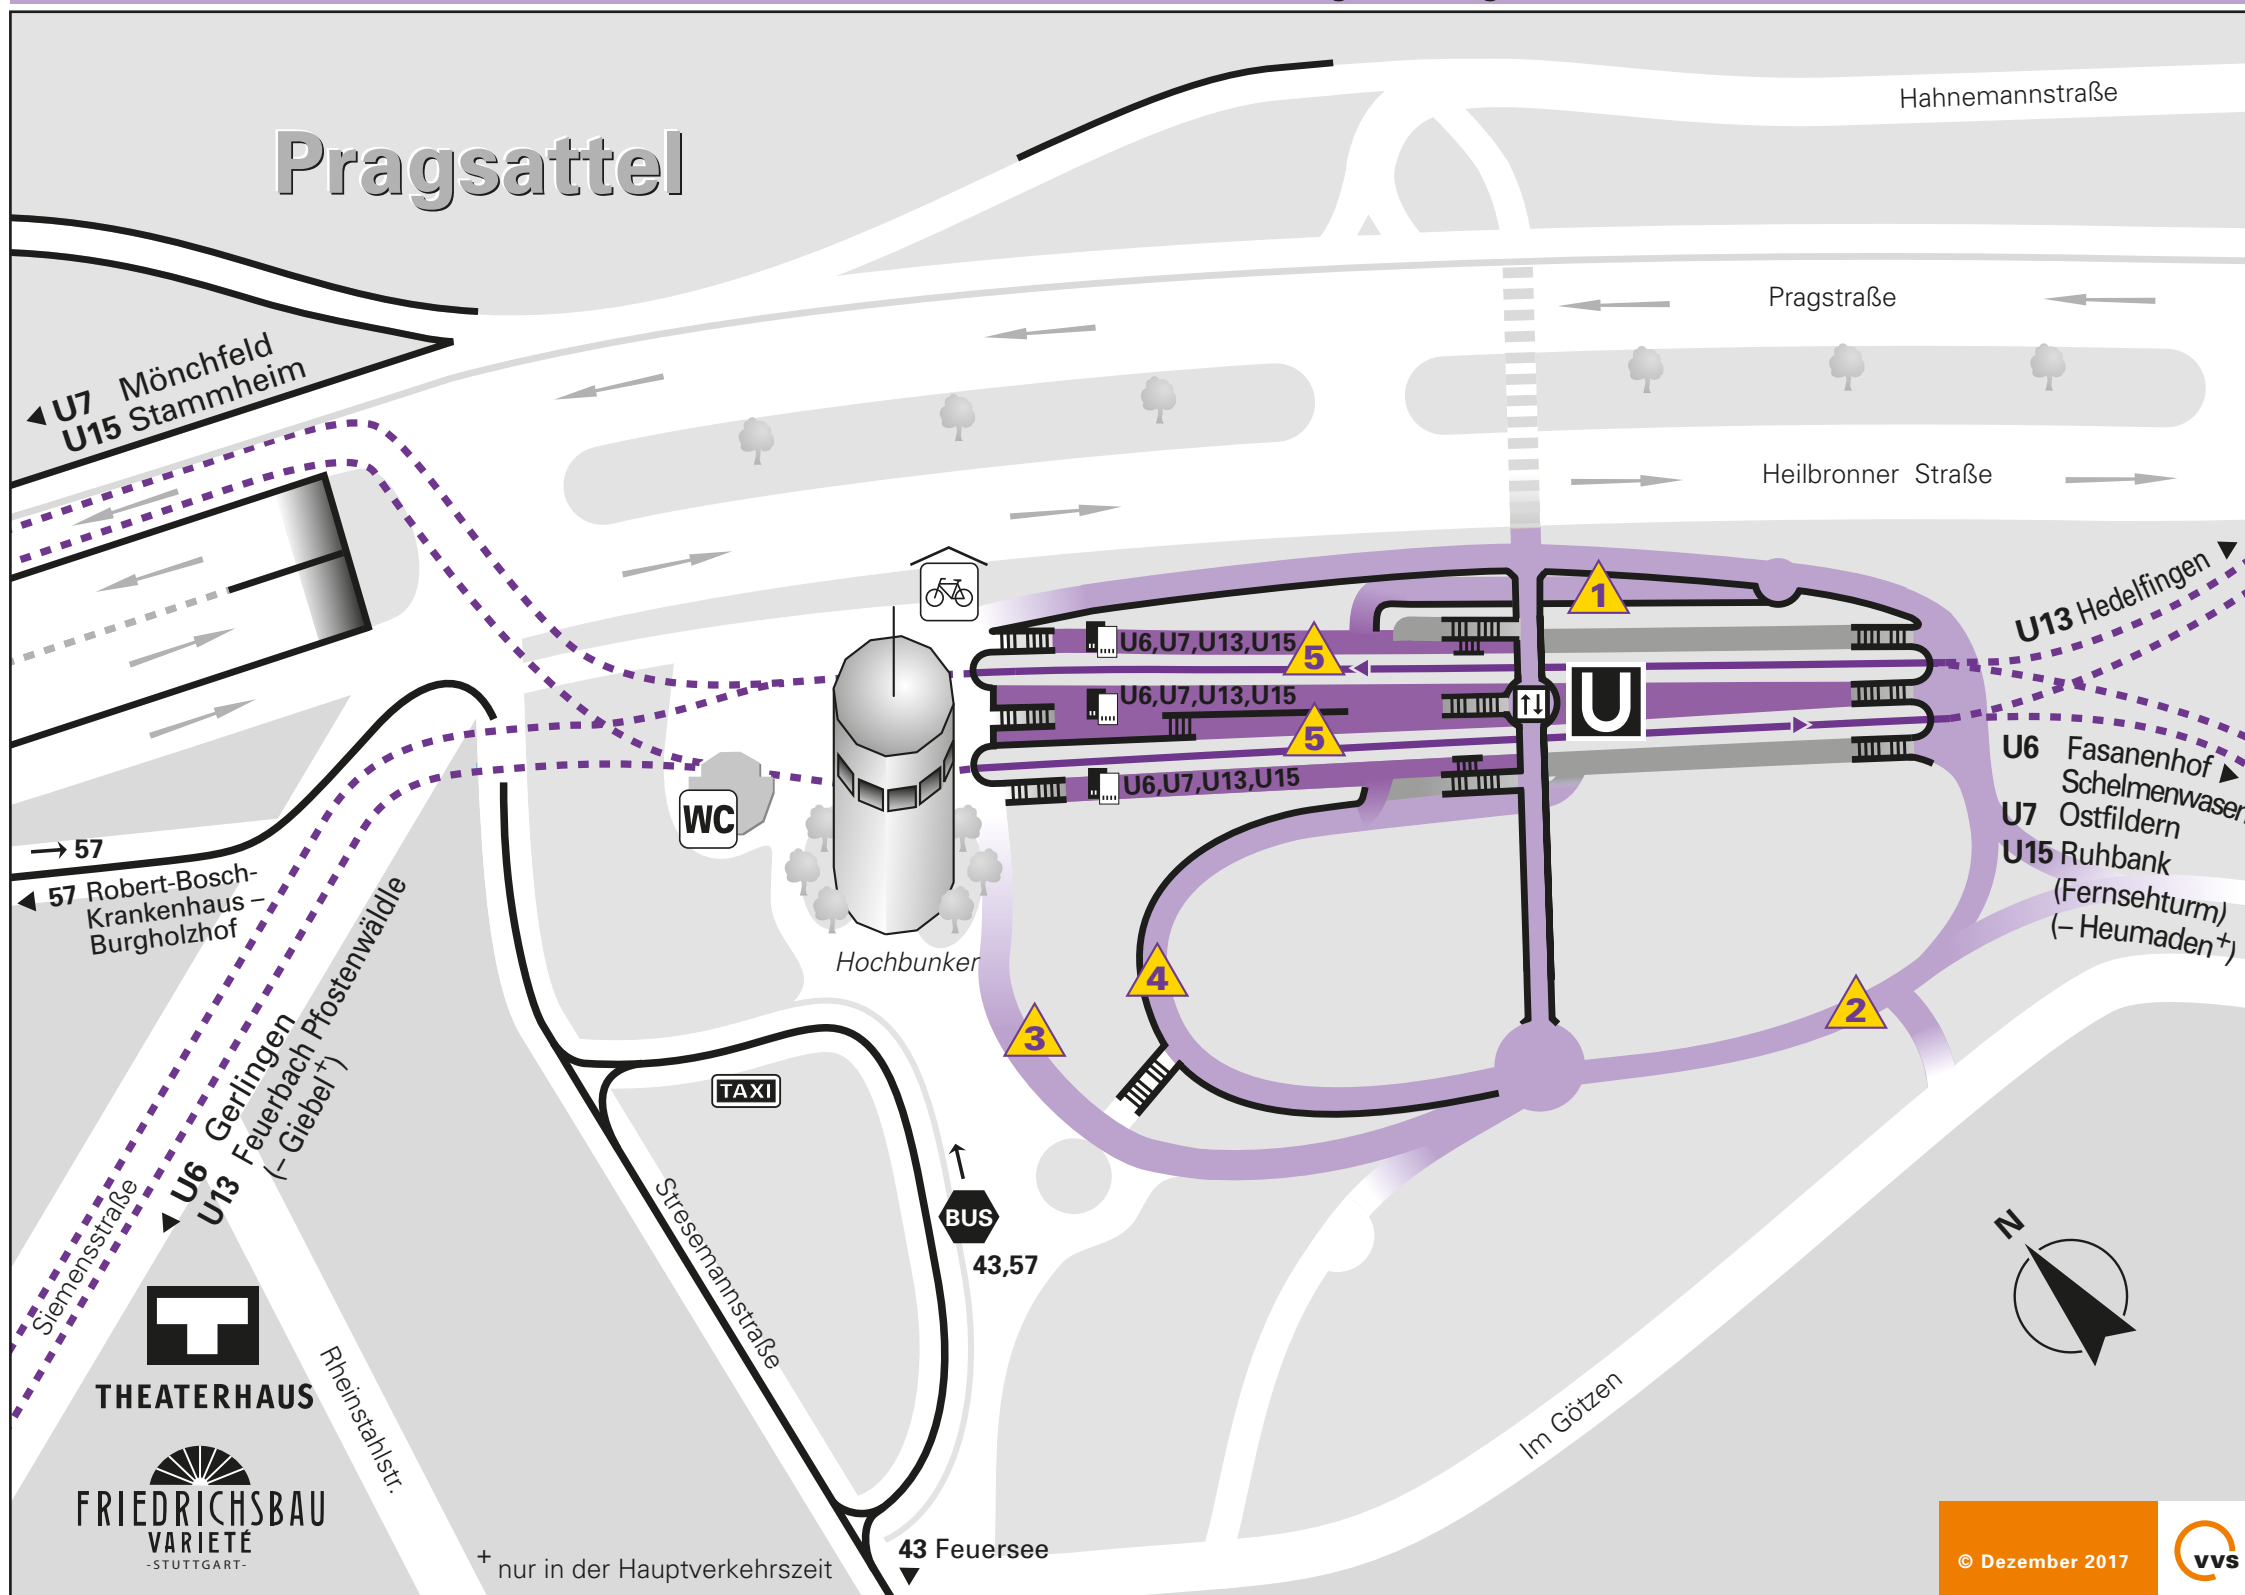 Pragsattel
Hahnemannstraße
Pragstraße
Heilbronner Straße
U7 Mönchfeld
U15 Stammheim
U13 Hedelfingen
1
U6,U7,U13,U15
5
U6,U7,U13,U15
5
U6,U7,U13,U15
U
U6 Fasanenhof
Schelmenwasen
U7 Ostfildern
U15 Ruhbank
(Fernsehturm)
(– Heumaden+)
WC
57
57 Robert-Bosch-
Krankenhaus –
Burgholzhof
Hochbunker
4
3
2
U6 Gerlingen
U13 Feuerbach Pfostenwäldle
(– Giebel+)
Siemensstraße
TAXI
BUS
43,57
Stresemannstraße
Rheinstahlstr.
Im Götzen
N
THEATERHAUS
FRIEDRICHSBAU
VARIETÉ
-STUTTGART-
+ nur in der Hauptverkehrszeit
43 Feuersee
© Dezember 2017
vvs